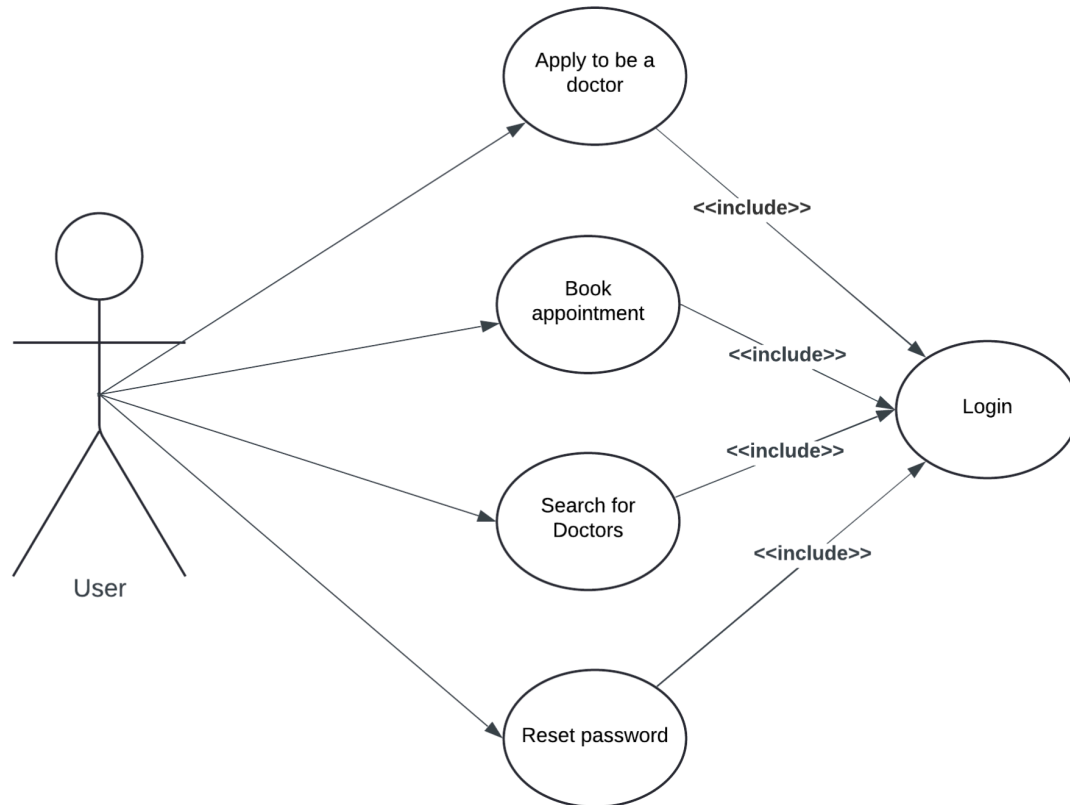 Apply to be a
doctor
<<include>>
Book
appointment
<<include>>
Login
<<include>>
Search for
Doctors
<<include>>
User
Reset password